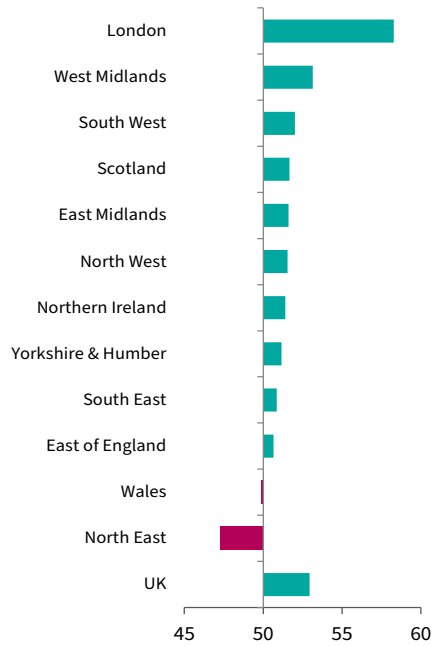 London
West Midlands
South West
Scotland
East Midlands
North West
Northern Ireland
Yorkshire & Humber
South East
East of England
Wales
North East
UK
45 50 55 60